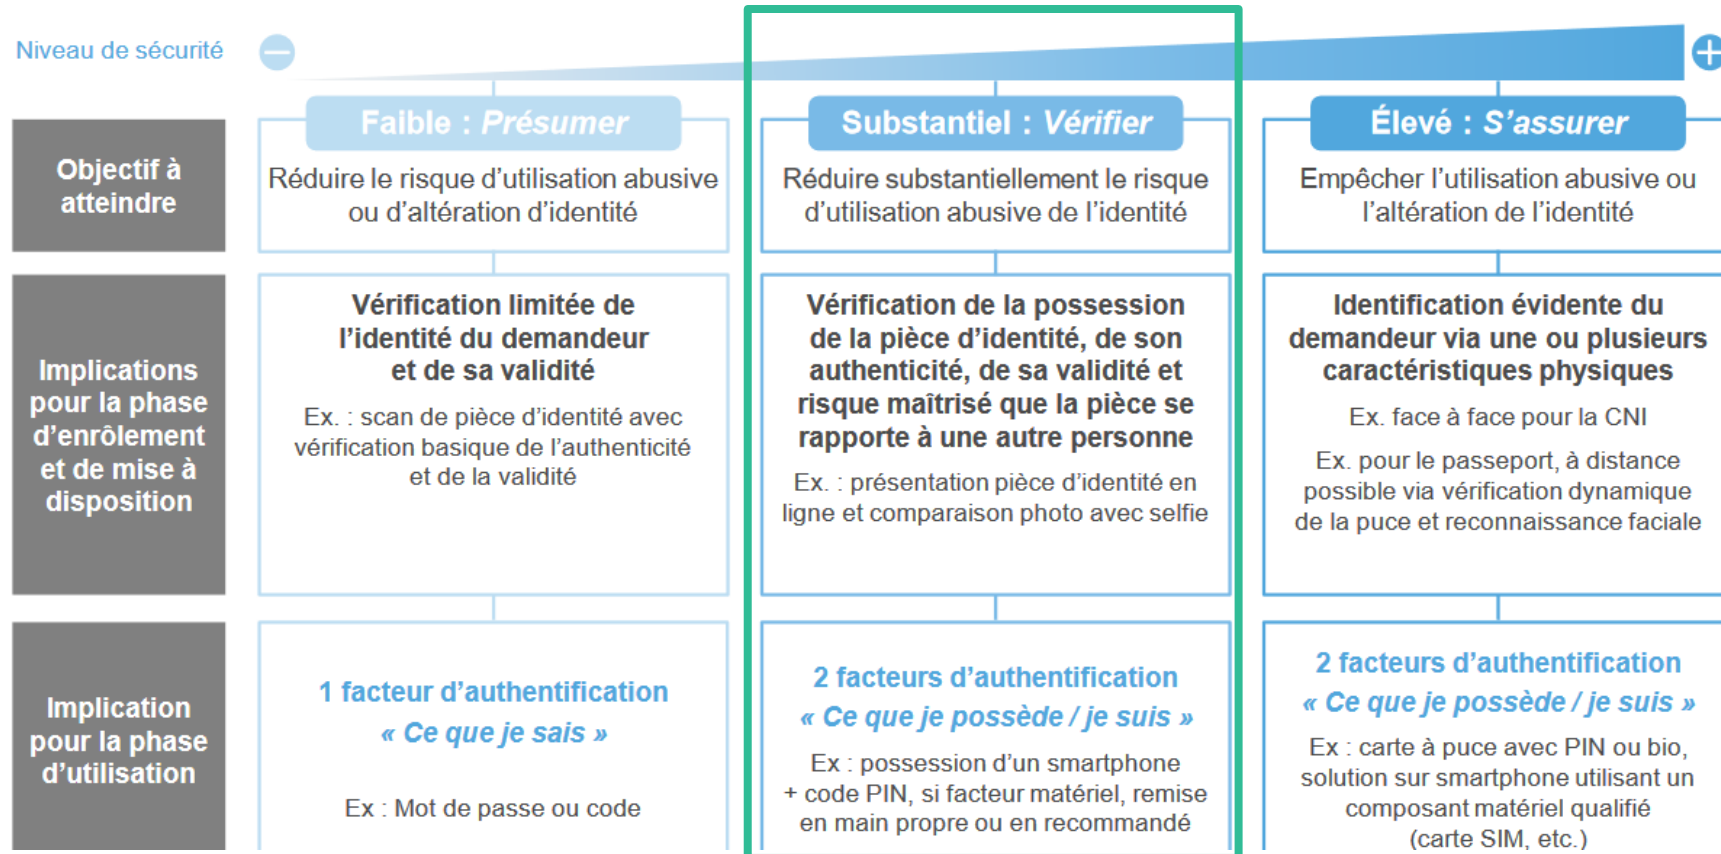 Niveau de sécurité
−
+
Faible : Présumer
Substantiel : Vérifier
Élevé : S'assurer
Objectif à
atteindre
Réduire le risque d'utilisation abusive
ou d'altération d'identité
Réduire substantiellement le risque
d'utilisation abusive de l'identité
Empêcher l'utilisation abusive ou
l'altération de l'identité
Implications
pour la phase
d'enrôlement
et de mise à
disposition
Vérification limitée de
l'identité du demandeur
et de sa validité
Ex. : scan de pièce d'identité avec
vérification basique de l'authenticité
et de la validité
Vérification de la possession
de la pièce d'identité, de son
authenticité, de sa validité et
risque maîtrisé que la pièce se
rapporte à une autre personne
Ex. : présentation pièce d'identité en
ligne et comparaison photo avec selfie
Identification évidente du
demandeur via une ou plusieurs
caractéristiques physiques
Ex. face à face pour la CNI
Ex. pour le passeport, à distance
possible via vérification dynamique
de la puce et reconnaissance faciale
Implication
pour la phase
d'utilisation
1 facteur d'authentification
« Ce que je sais »
Ex : Mot de passe ou code
2 facteurs d'authentification
« Ce que je possède / je suis »
Ex : possession d'un smartphone
+ code PIN, si facteur matériel, remise
en main propre ou en recommandé
2 facteurs d'authentification
« Ce que je possède / je suis »
Ex : carte à puce avec PIN ou bio,
solution sur smartphone utilisant un
composant matériel qualifié
(carte SIM, etc.)